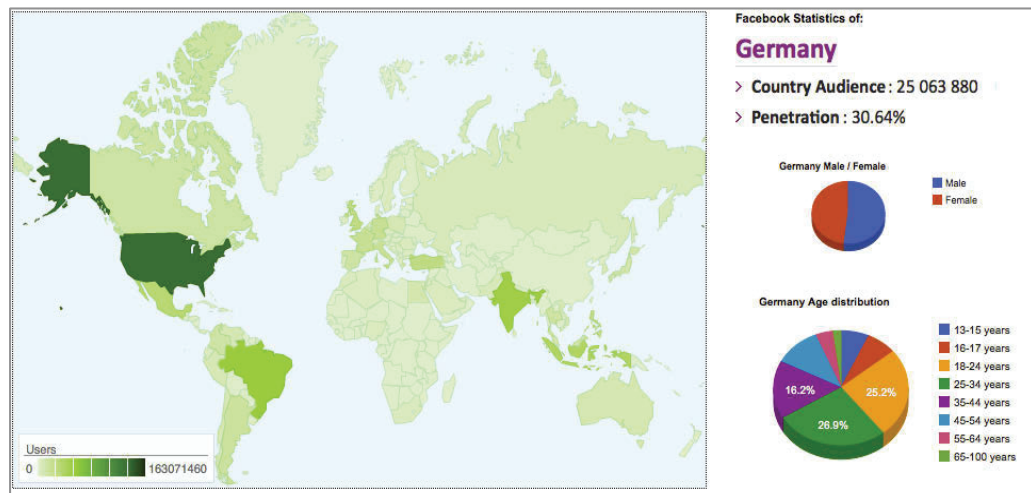 Facebook Statistics of:
Germany
> Country Audience : 25 063 880
> Penetration : 30.64%
Germany Male / Female
Male
Female
Germany Age distribution
13-15 years
16-17 years
18-24 years
25-34 years
35-44 years
45-54 years
55-64 years
65-100 years
16.2%
25.2%
26.9%
Users
0 163071460